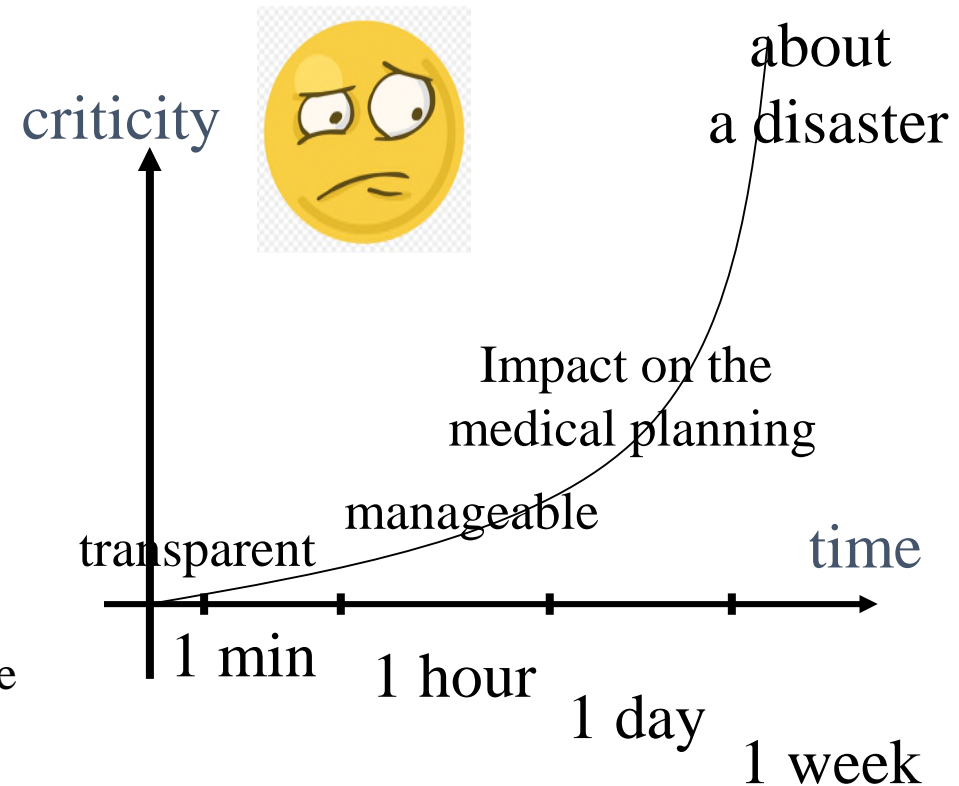 about
a disaster
criticity
Impact on the
medical planning
manageable
transparent
time
1 min
1 hour
1 day
1 week
e